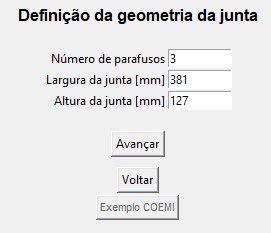 Definição da geometria da junta
Número de parafusos 3
Largura da junta [mm] 381
Altura da junta [mm] 127
Avançar
Voltar
Exemplo COEMI